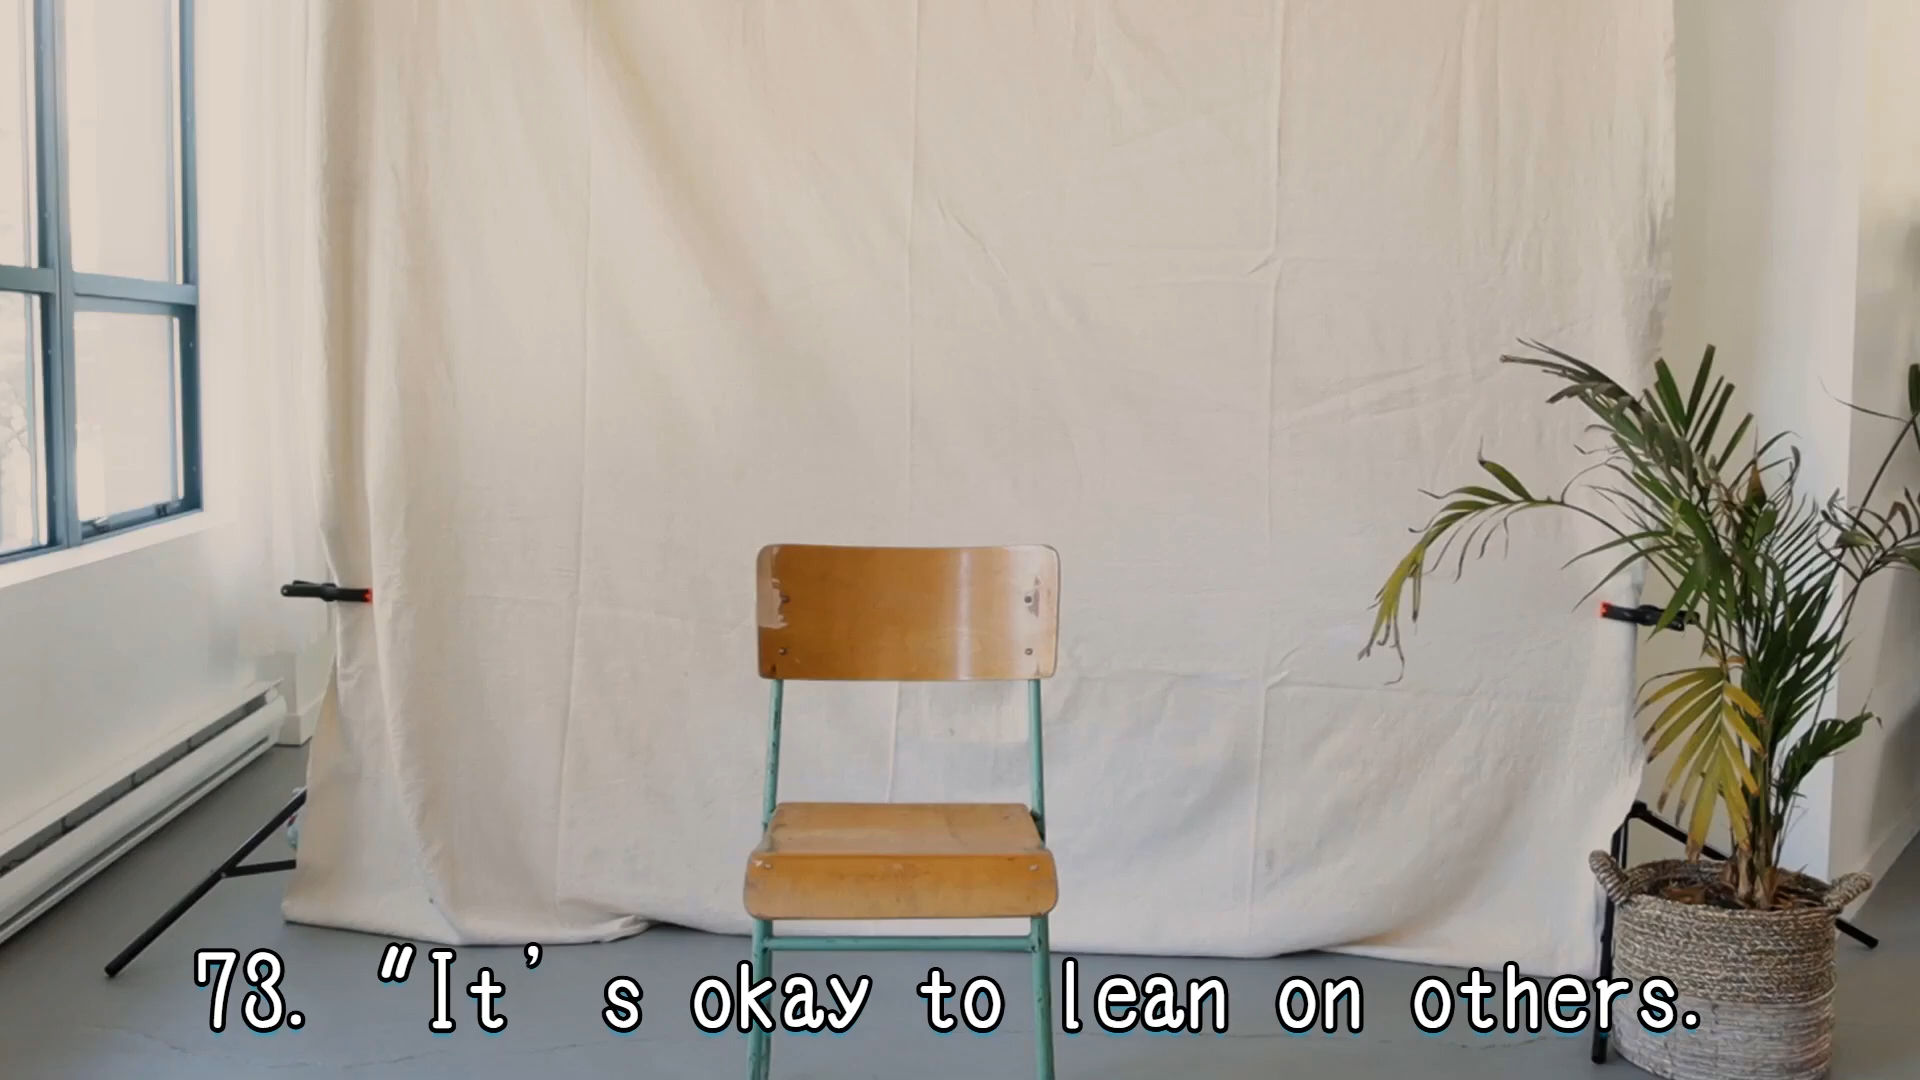 73. “It’s okay to lean on others.